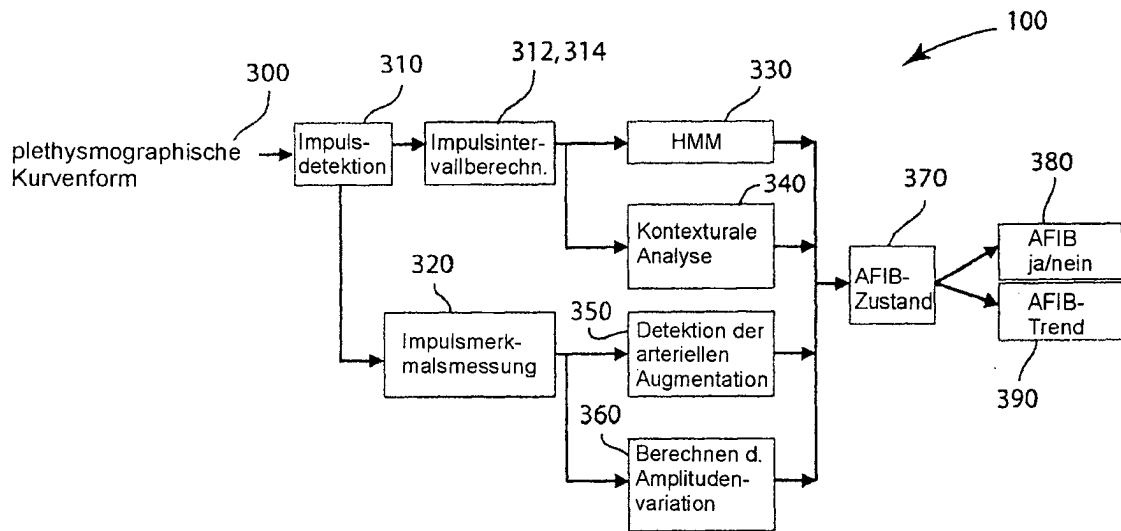 100
300
310
312,314
330
plethysmographische
Kurvenform
Impuls-
detektion
Impulsinter-
vallberechn.
HMM
340
Kontexturale
Analyse
370
380
AFIB-
Zustand
AFIB
ja/nein
AFIB-
Trend
390
320
Impulsmerk-
malsmessung
350
Detektion der
arteriellen
Augmentation
360
Berechnen d.
Amplituden-
variation